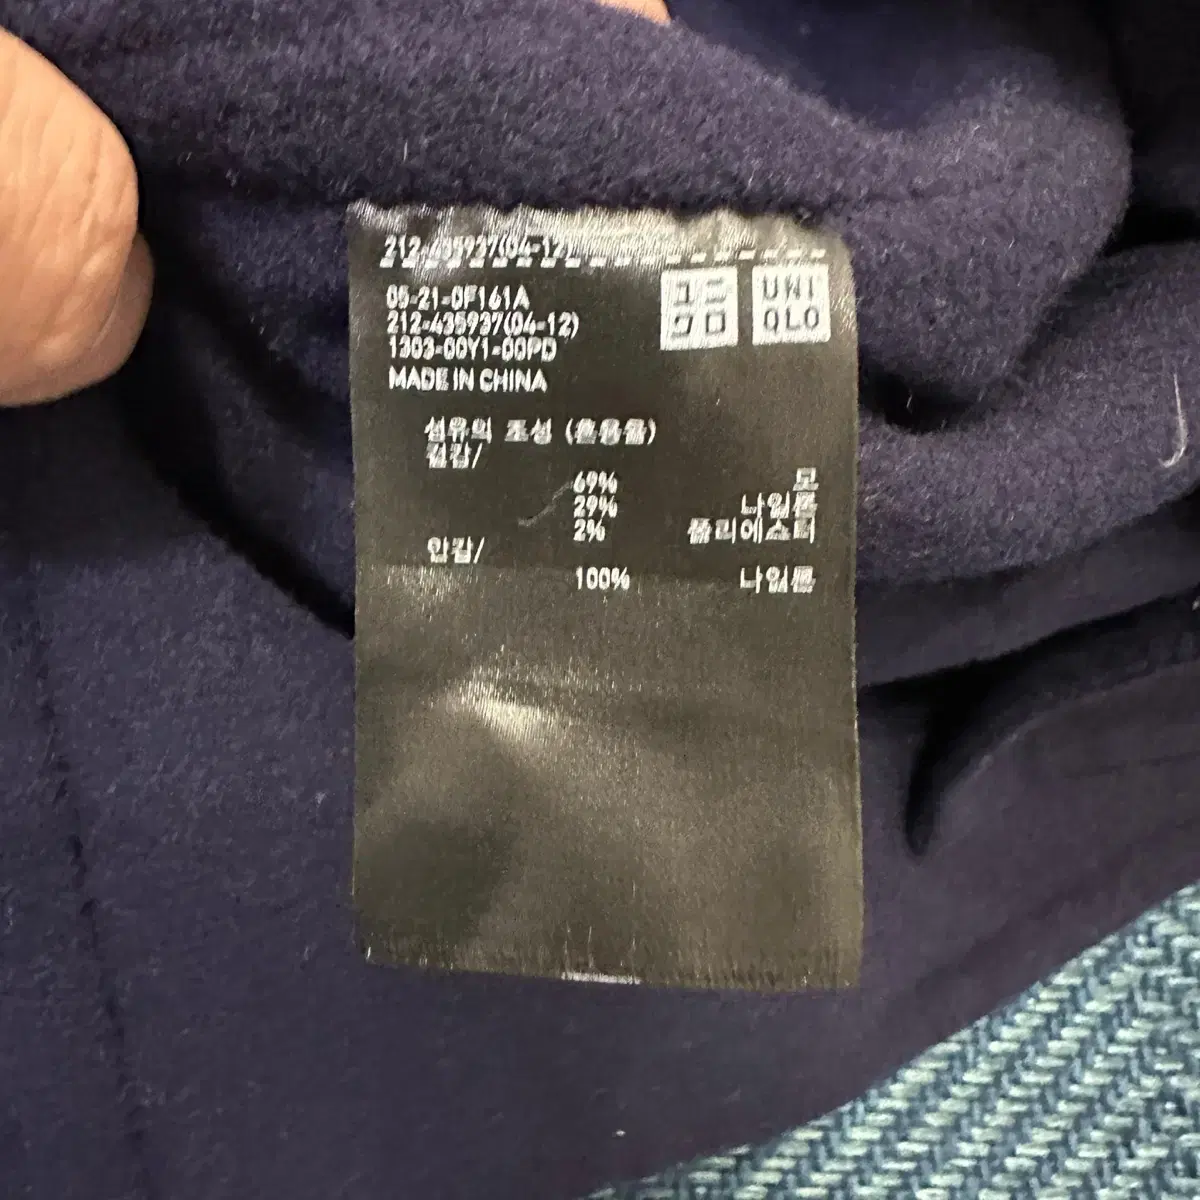 212-435937(04-12)
05-21-0F161A
212-435937(04-12)
1303-00Y1-00PD
MADE IN CHINA
ユニ
クロ
UNI
QLO
섬유의 조성 (혼용율)
겉감/
69% 모
29% 나일론
2% 폴리에스터
안감/
100% 나일론